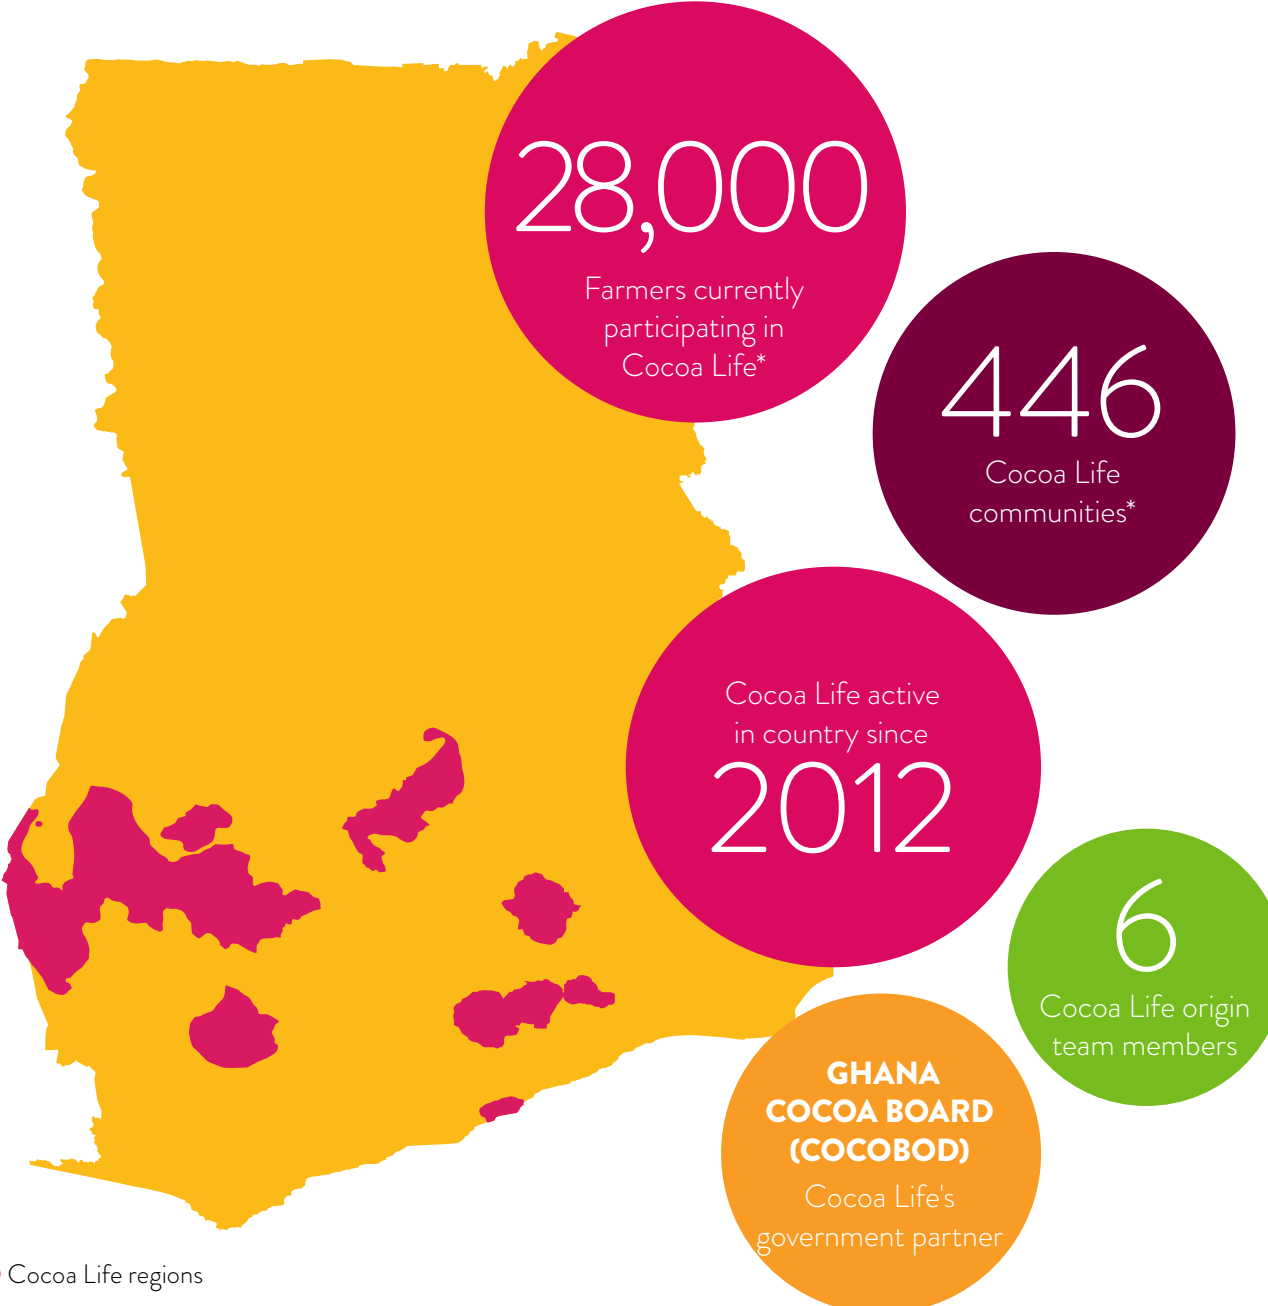 28,000
Farmers currently
participating in
Cocoa Life*
446
Cocoa Life
communities*
Cocoa Life active
in country since
2012
6
Cocoa Life origin
team members
GHANA
COCOA BOARD
(COCOBOD)
Cocoa Life's
government partner
Cocoa Life regions